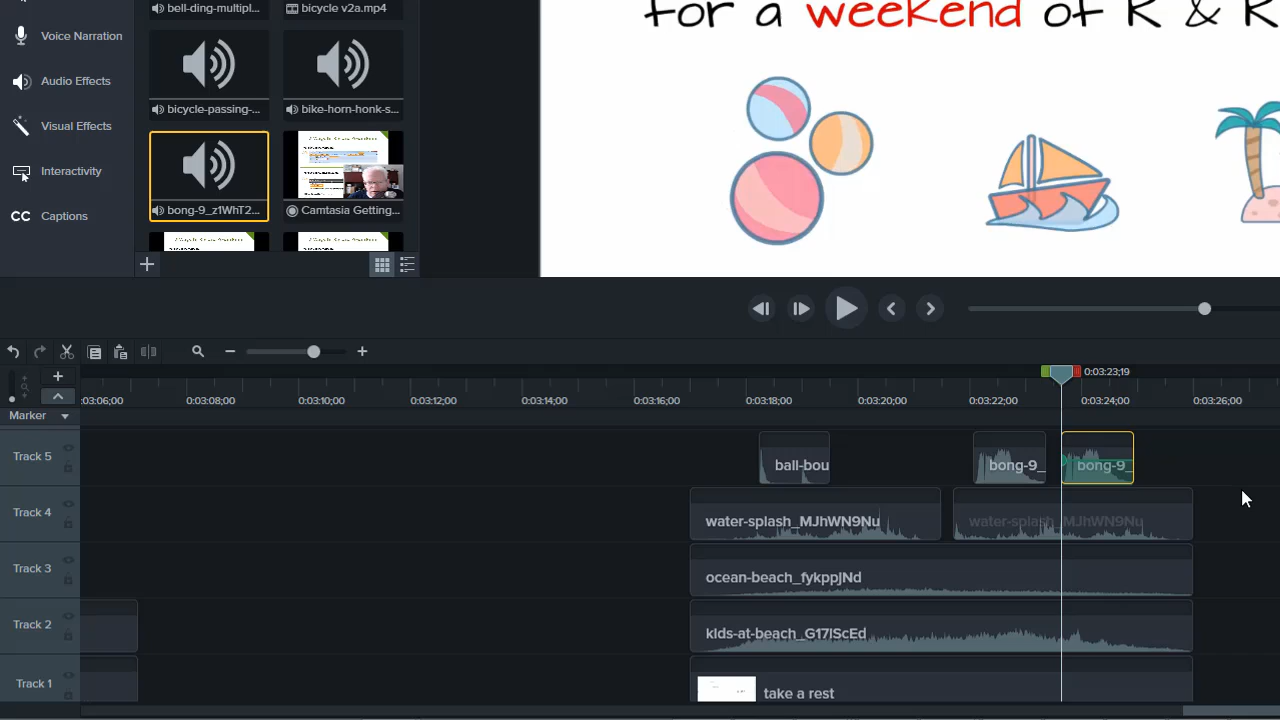 bell-ding-multipl...
bicycle v2a.mp4
for a weekend of R & R
Voice Narration
Audio Effects
bicycle-passing-...
bike-horn-honk-s...
Visual Effects
Interactivity
CC Captions
bong-9_z1WhT2...
Camtasia Getting...
0:03:23;19
:03:06;00
0:03:08;00
0:03:10;00
0:03:12;00
0:03:14;00
0:03:16;00
0:03:18;00
0:03:20;00
0:03:22;00
0:03:24;00
0:03:26;00
Marker
Track 5
ball-bou
bong-9_
bong-9_
Track 4
water-splash_MJhWN9Nu
water-splash_MJhWN9Nu
Track 3
ocean-beach_fykppJNd
Track 2
kids-at-beach_G17IScEd
Track 1
take a rest